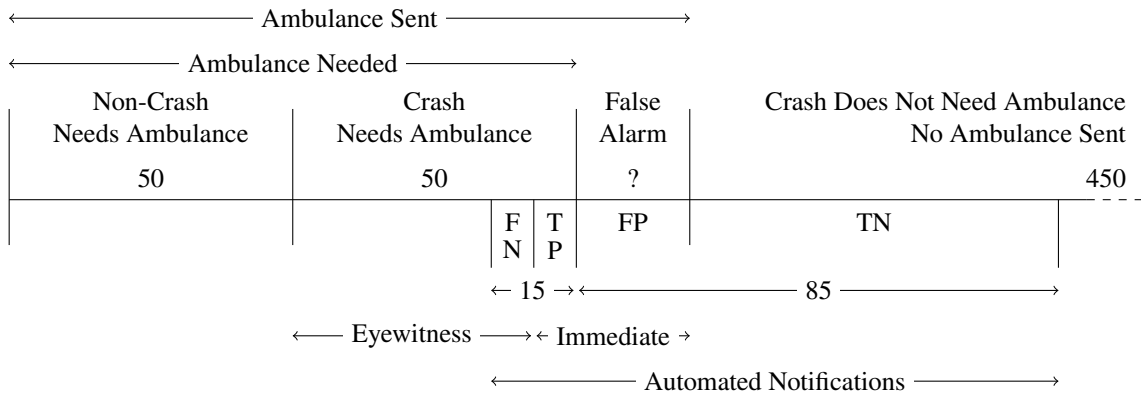 Ambulance Sent
Ambulance Needed
Non-Crash
Needs Ambulance
50
Crash
Needs Ambulance
50
False
Alarm
?
Crash Does Not Need Ambulance
No Ambulance Sent
450
F
N
T
P
FP
TN
15
85
Eyewitness
Immediate
Automated Notifications